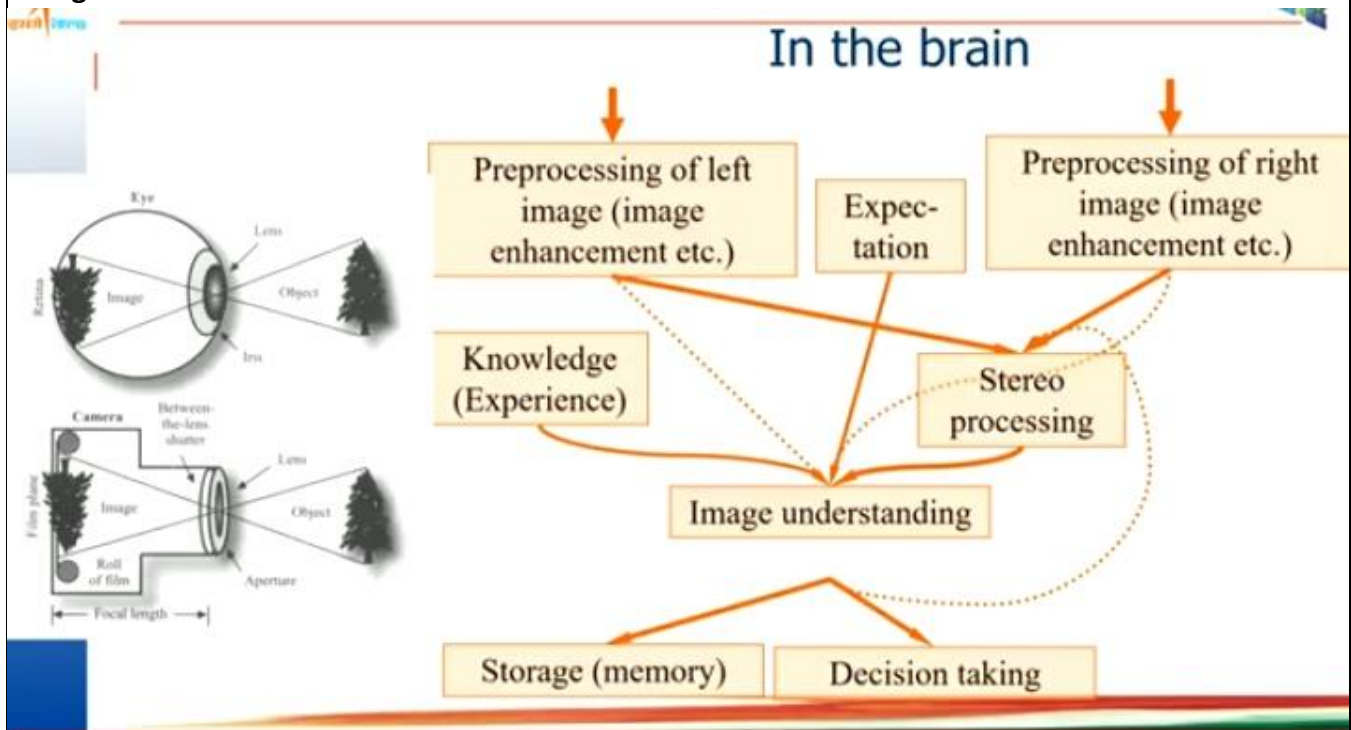 In the brain
Preprocessing of left
image (image
enhancement etc.)
Expec-
tation
Preprocessing of right
image (image
enhancement etc.)
Knowledge
(Experience)
Stereo
processing
Image understanding
Storage (memory)
Decision taking
Eye
Lens
Retina
Image
Object
Iris
Camera
Between-
the-lens
shutter
Lens
Film plane
Image
Object
Roll
of film
Aperture
Focal length